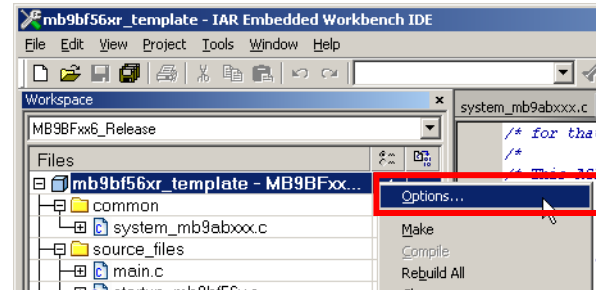 mb9bf56xr_template - IAR Embedded Workbench IDE
File Edit View Project Tools Window Help
Workspace
system_mb9abxxx.c
MB9BFxx6_Release
/* for tha
Files
/*
mb9bf56xr_template - MB9BFxx...
Options...
common
system_mb9abxxx.c
Make
source_files
Compile
main.c
Rebuild All